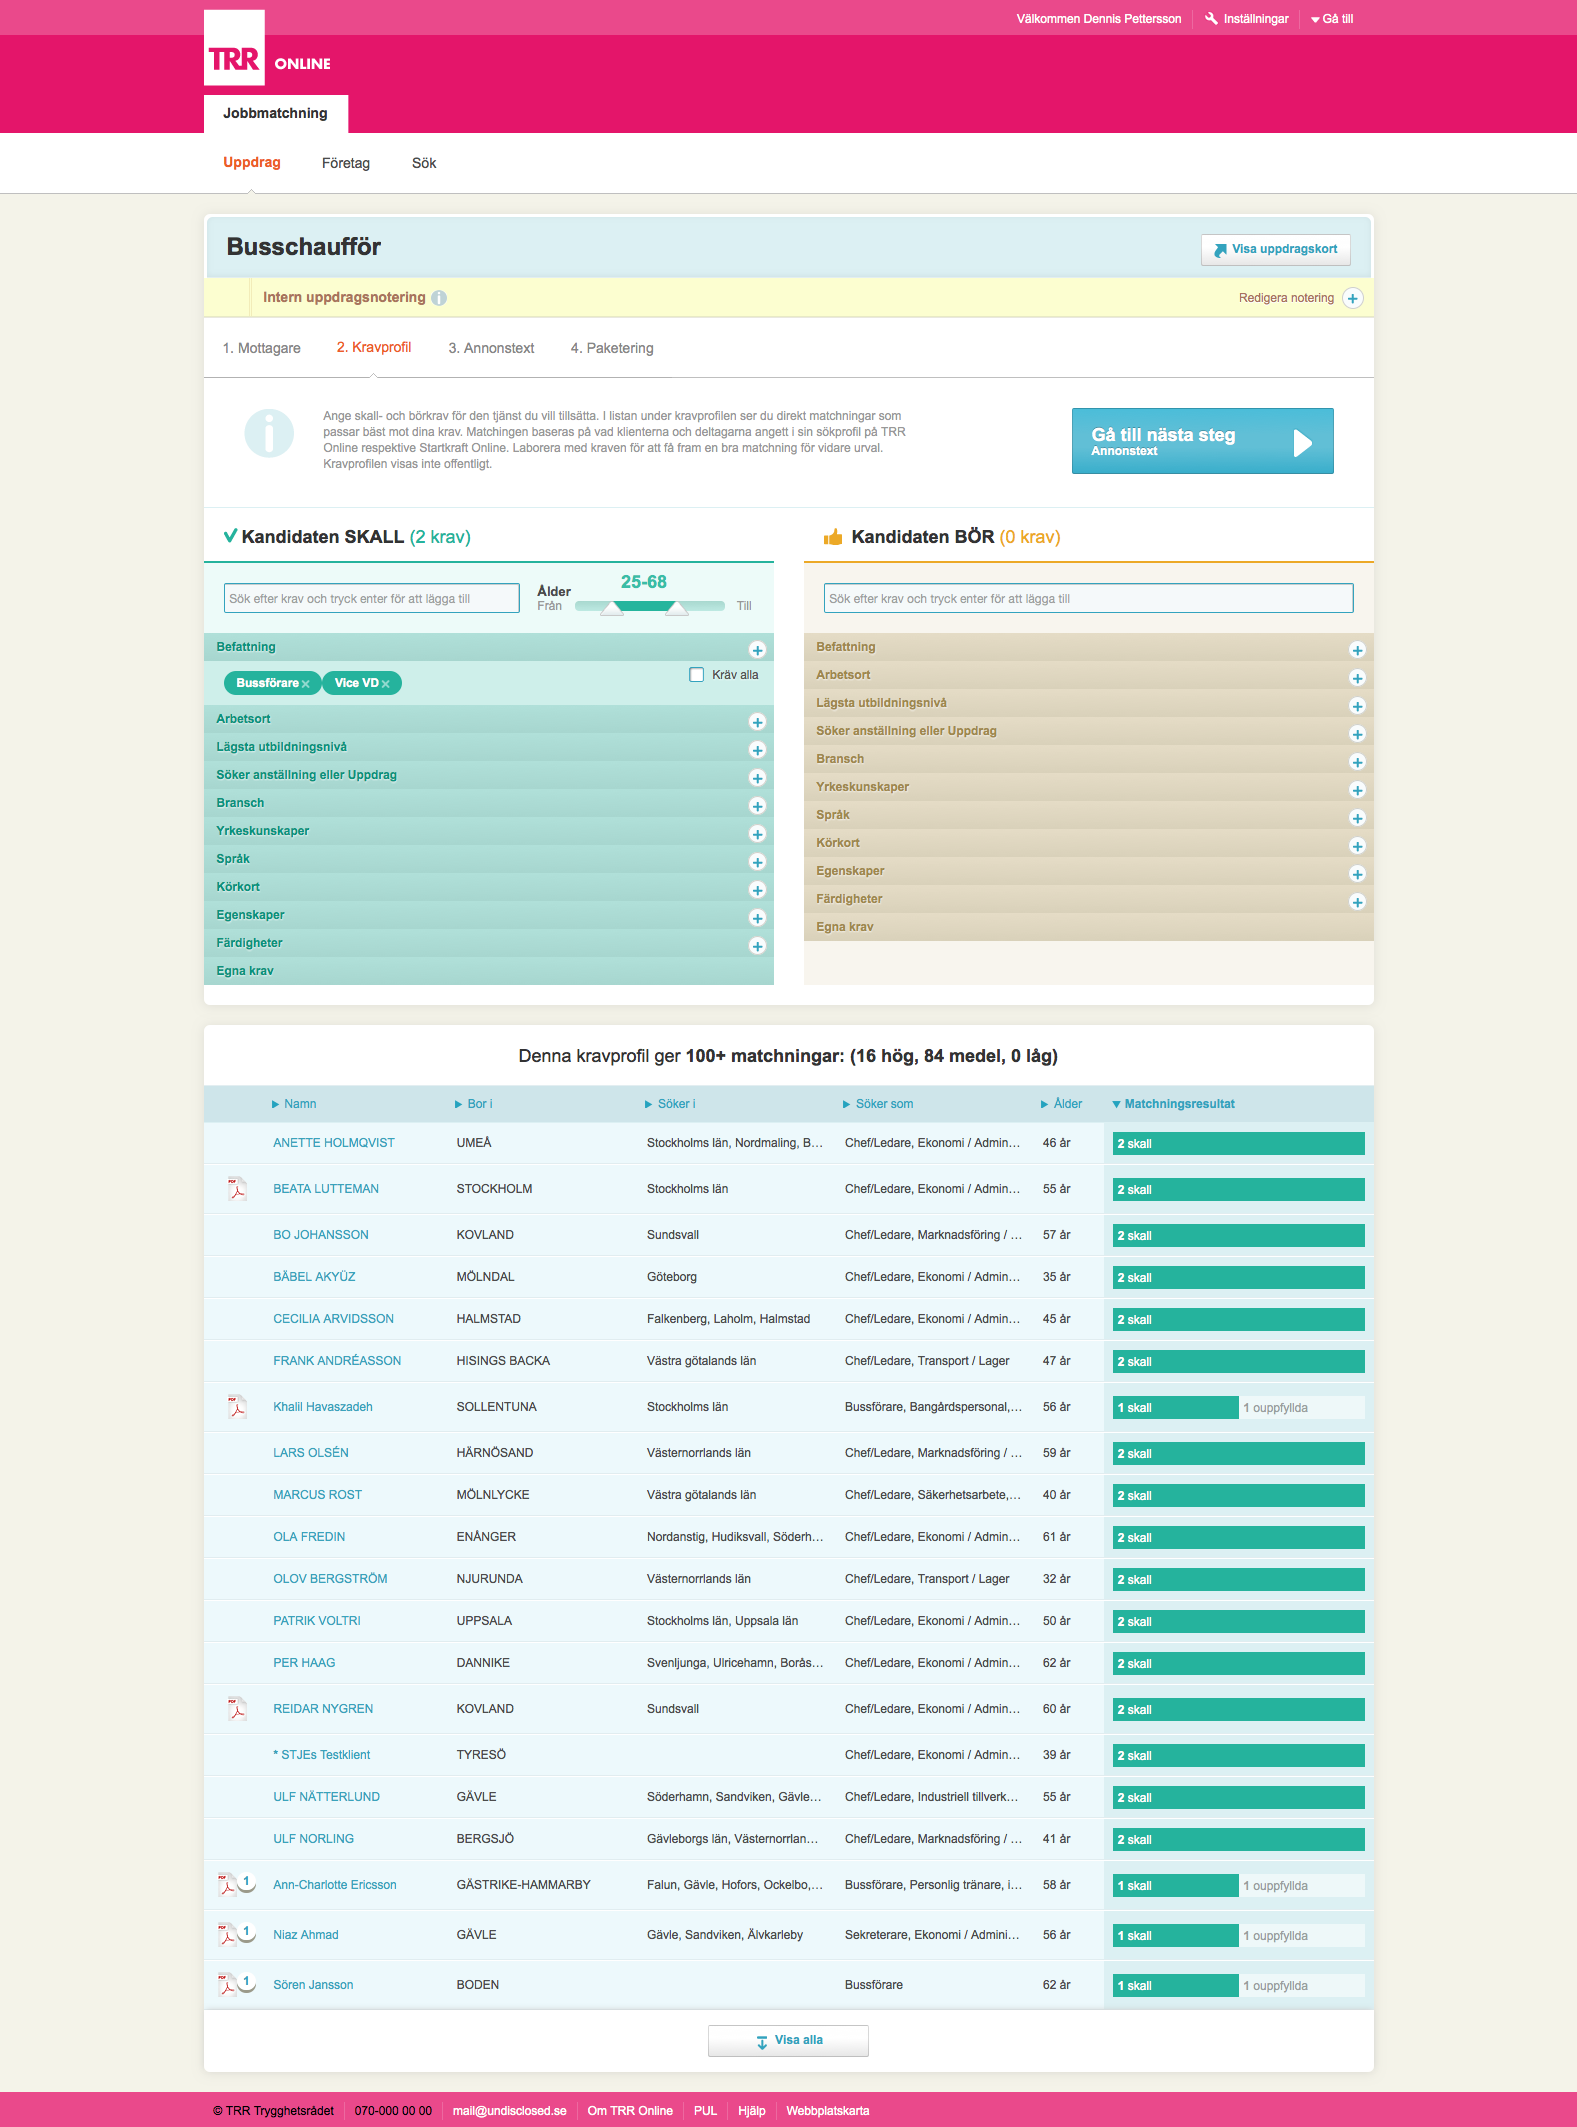 Välkommen Dennis Pettersson Inställningar Gå till
TRR ONLINE
Jobbmatchning
Uppdrag Företag Sök
Busschaufför
Visa uppdragskort
Intern uppdragsnotering i Redigera notering
1. Mottagare 2. Kravprofil 3. Annonstext 4. Paketering
Ange skall- och börkrav för den tjänst du vill tillsätta. I listan under kravprofilen ser du direkt matchningar som
passar bäst mot dina krav. Matchingen baseras på vad klienterna och deltagarna angett i sin sökprofil på TRR
Online respektive Startkraft Online. Laborera med kraven för att få fram en bra matchning för vidare urval.
Kravprofilen visas inte offentligt.
Gå till nästa steg
Annonstext
Kandidaten SKALL (2 krav)
Sök efter krav och tryck enter för att lägga till
Ålder
25-68
Från
Till
Befattning
Bussförare Vice VD
Kräv alla
Arbetsort
Lägsta utbildningsnivå
Söker anställning eller Uppdrag
Bransch
Yrkeskunskaper
Språk
Körkort
Egenskaper
Färdigheter
Egna krav
Kandidaten BÖR (0 krav)
Sök efter krav och tryck enter för att lägga till
Befattning
Arbetsort
Lägsta utbildningsnivå
Söker anställning eller Uppdrag
Bransch
Yrkeskunskaper
Språk
Körkort
Egenskaper
Färdigheter
Egna krav
Denna kravprofil ger 100+ matchningar: (16 hög, 84 medel, 0 låg)
Namn Bor i Söker i Söker som Ålder Matchningsresultat
ANETTE HOLMQVIST UMEÅ Stockholms län, Nordmaling, B... Chef/Ledare, Ekonomi / Admin... 46 år 2 skall
PDF BEATA LUTTEMAN STOCKHOLM Stockholms län Chef/Ledare, Ekonomi / Admin... 55 år 2 skall
BO JOHANSSON KOVLAND Sundsvall Chef/Ledare, Marknadsföring / ... 57 år 2 skall
BÄBEL AKYÜZ MÖLNDAL Göteborg Chef/Ledare, Ekonomi / Admin... 35 år 2 skall
CECILIA ARVIDSSON HALMSTAD Falkenberg, Laholm, Halmstad Chef/Ledare, Ekonomi / Admin... 45 år 2 skall
FRANK ANDRÉASSON HISINGS BACKA Västra götalands län Chef/Ledare, Transport / Lager 47 år 2 skall
PDF Khalil Havaszadeh SOLLENTUNA Stockholms län Bussförare, Bangårdspersonal,... 56 år 1 skall 1 ouppfyllda
LARS OLSÉN HÄRNÖSAND Västernorrlands län Chef/Ledare, Marknadsföring / ... 59 år 2 skall
MARCUS ROST MÖLNLYCKE Västra götalands län Chef/Ledare, Säkerhetsarbete,... 40 år 2 skall
OLA FREDIN ENÅNGER Nordanstig, Hudiksvall, Söderh... Chef/Ledare, Ekonomi / Admin... 61 år 2 skall
OLOV BERGSTRÖM NJURUNDA Västernorrlands län Chef/Ledare, Transport / Lager 32 år 2 skall
PATRIK VOLTRI UPPSALA Stockholms län, Uppsala län Chef/Ledare, Ekonomi / Admin... 50 år 2 skall
PER HAAG DANNIKE Svenljunga, Ulricehamn, Borås... Chef/Ledare, Ekonomi / Admin... 62 år 2 skall
PDF REIDAR NYGREN KOVLAND Sundsvall Chef/Ledare, Ekonomi / Admin... 60 år 2 skall
* STJEs Testklient TYRESÖ Chef/Ledare, Ekonomi / Admin... 39 år 2 skall
ULF NÄTTERLUND GÄVLE Söderhamn, Sandviken, Gävle... Chef/Ledare, Industriell tillverk... 55 år 2 skall
ULF NORLING BERGSJÖ Gävleborgs län, Västernorrlan... Chef/Ledare, Marknadsföring / ... 41 år 2 skall
PDF 1 Ann-Charlotte Ericsson GÄSTRIKE-HAMMARBY Falun, Gävle, Hofors, Ockelbo,... Bussförare, Personlig tränare, i... 58 år 1 skall 1 ouppfyllda
PDF 1 Niaz Ahmad GÄVLE Gävle, Sandviken, Älvkarleby Sekreterare, Ekonomi / Admini... 56 år 1 skall 1 ouppfyllda
PDF 1 Sören Jansson BODEN Bussförare 62 år 1 skall 1 ouppfyllda
Visa alla
© TRR Trygghetsrådet 070-000 00 00 mail@undisclosed.se Om TRR Online PUL Hjälp Webbplatskarta